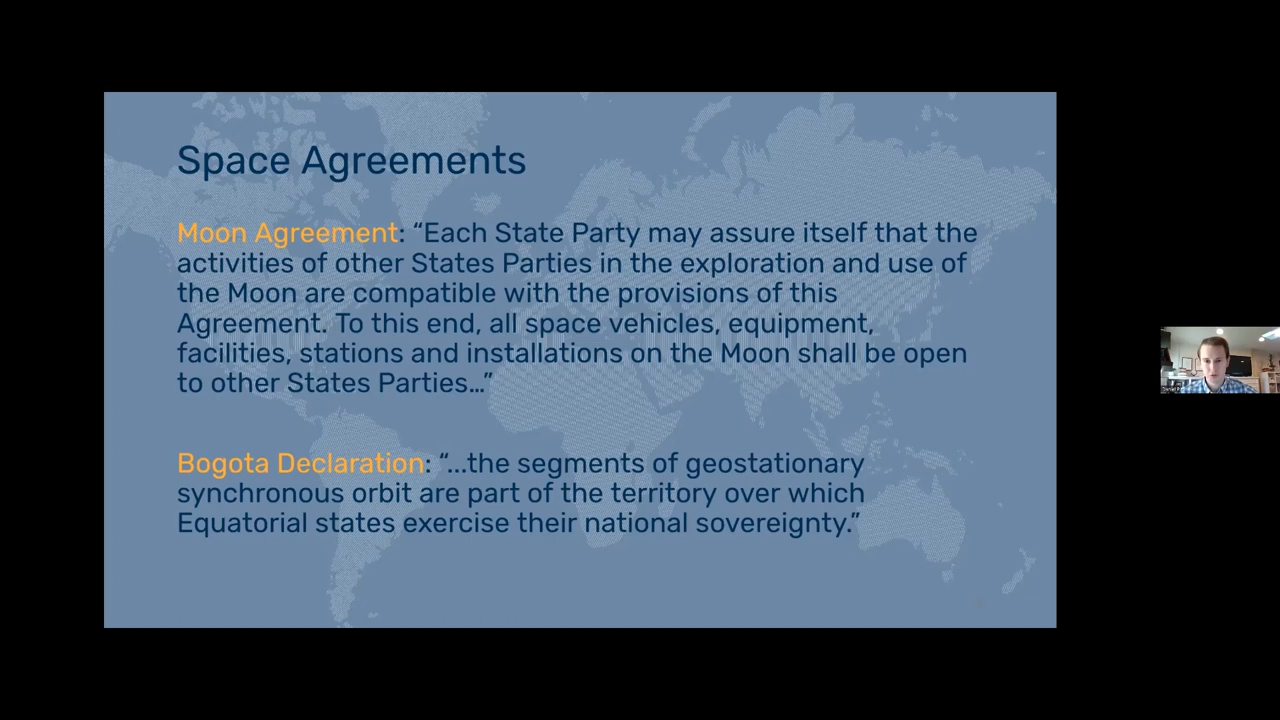 Space Agreements
Moon Agreement: “Each State Party may assure itself that the
activities of other States Parties in the exploration and use of
the Moon are compatible with the provisions of this
Agreement. To this end, all space vehicles, equipment,
facilities, stations and installations on the Moon shall be open
to other States Parties…”
Bogota Declaration: “...the segments of geostationary
synchronous orbit are part of the territory over which
Equatorial states exercise their national sovereignty.”